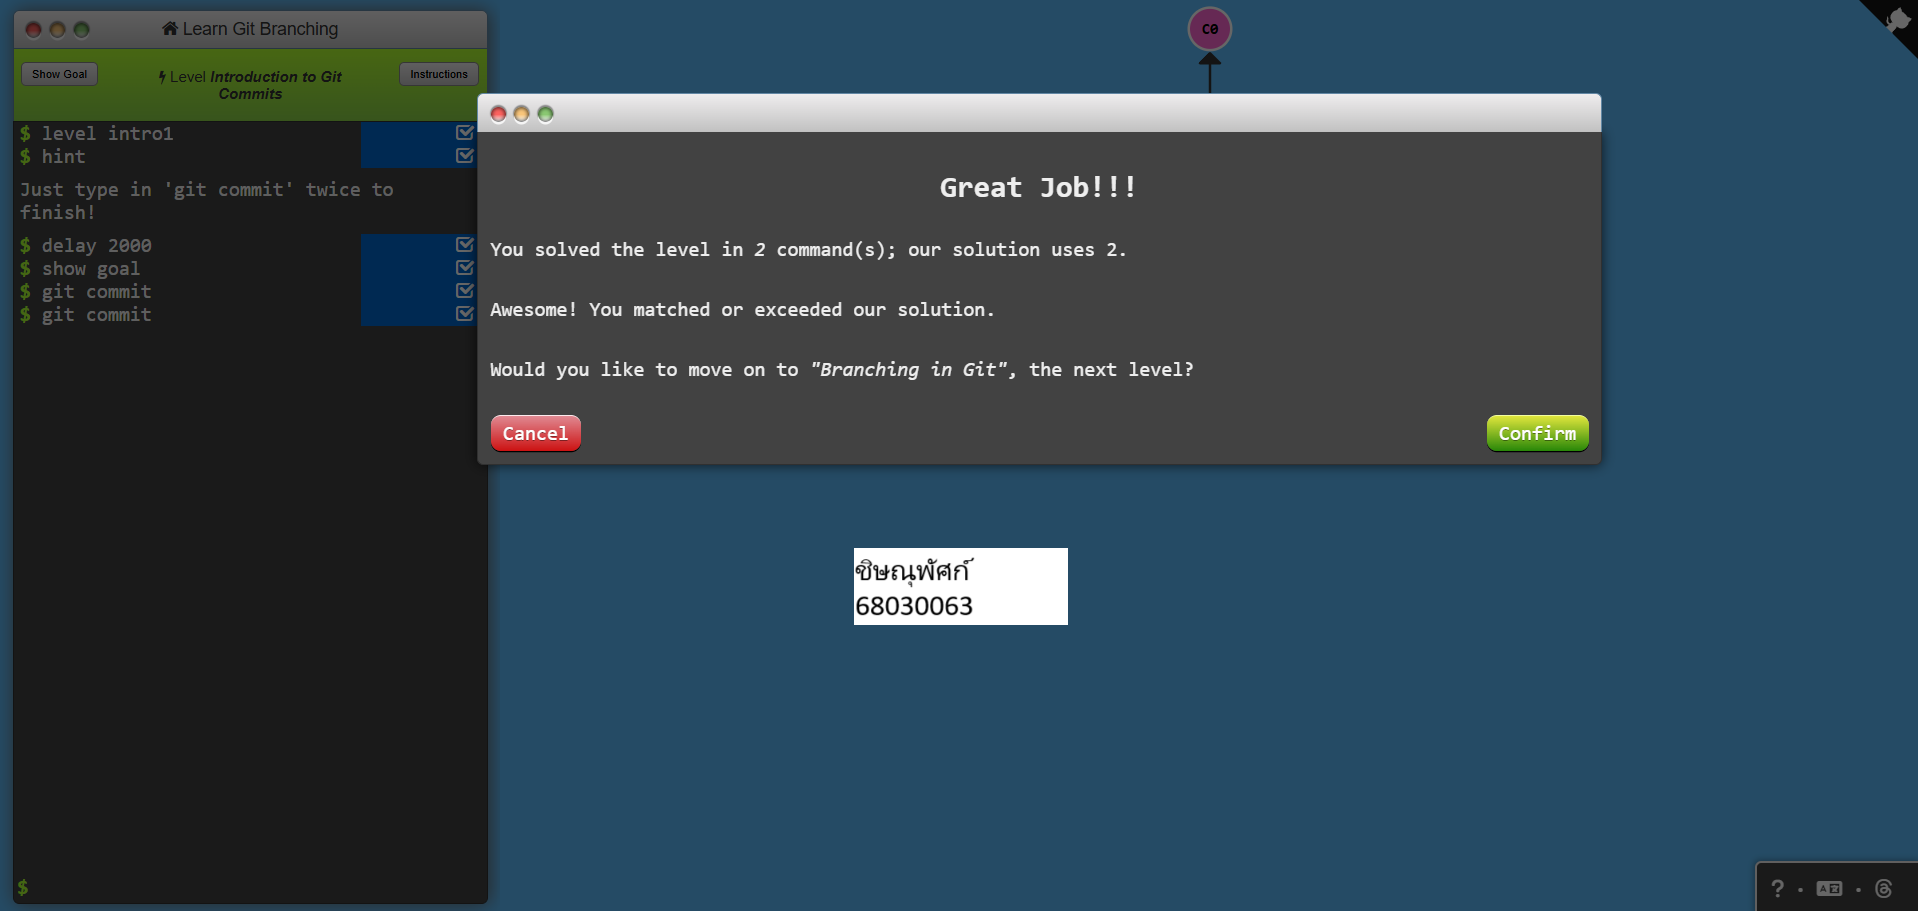 Learn Git Branching
Show Goal
Level Introduction to Git Commits
Instructions
$ level intro1
$ hint
Just type in 'git commit' twice to
finish!
$ delay 2000
$ show goal
$ git commit
$ git commit
$
C0
Great Job!!!
You solved the level in 2 command(s); our solution uses 2.
Awesome! You matched or exceeded our solution.
Would you like to move on to "Branching in Git", the next level?
Cancel
Confirm
ชิษณุพัศก์
68030063
?